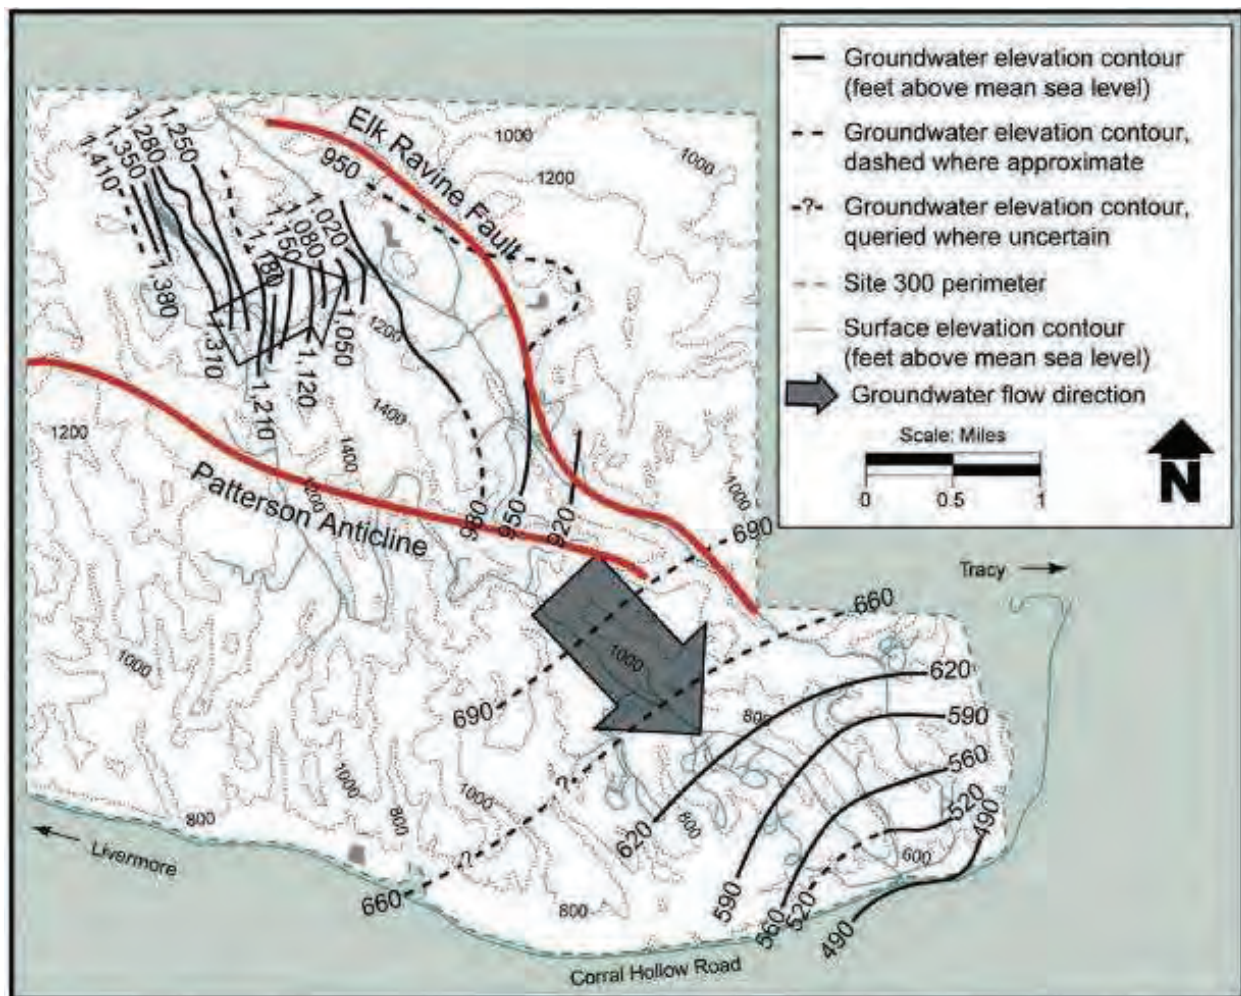 Groundwater elevation contour
(feet above mean sea level)
Groundwater elevation contour,
dashed where approximate
-?-
Groundwater elevation contour,
queried where uncertain
Site 300 perimeter
Surface elevation contour
(feet above mean sea level)
Groundwater flow direction
Scale: Miles
0 0.5 1
N
Elk Ravine Fault
Patterson Anticline
1,250
1,280
1,350
1,410
1,380
1,310
1,210
1,180
1,150
1,120
1,080
1,050
1,020
950
980
950
920
1000
1000
1200
1200
1400
1400
1200
1200
1000
690
690
660
660
?
?
620
620
590
590
560
560
520
520
490
490
1000
1000
1000
1000
800
800
800
800
800
600
Tracy
Livermore
Corral Hollow Road